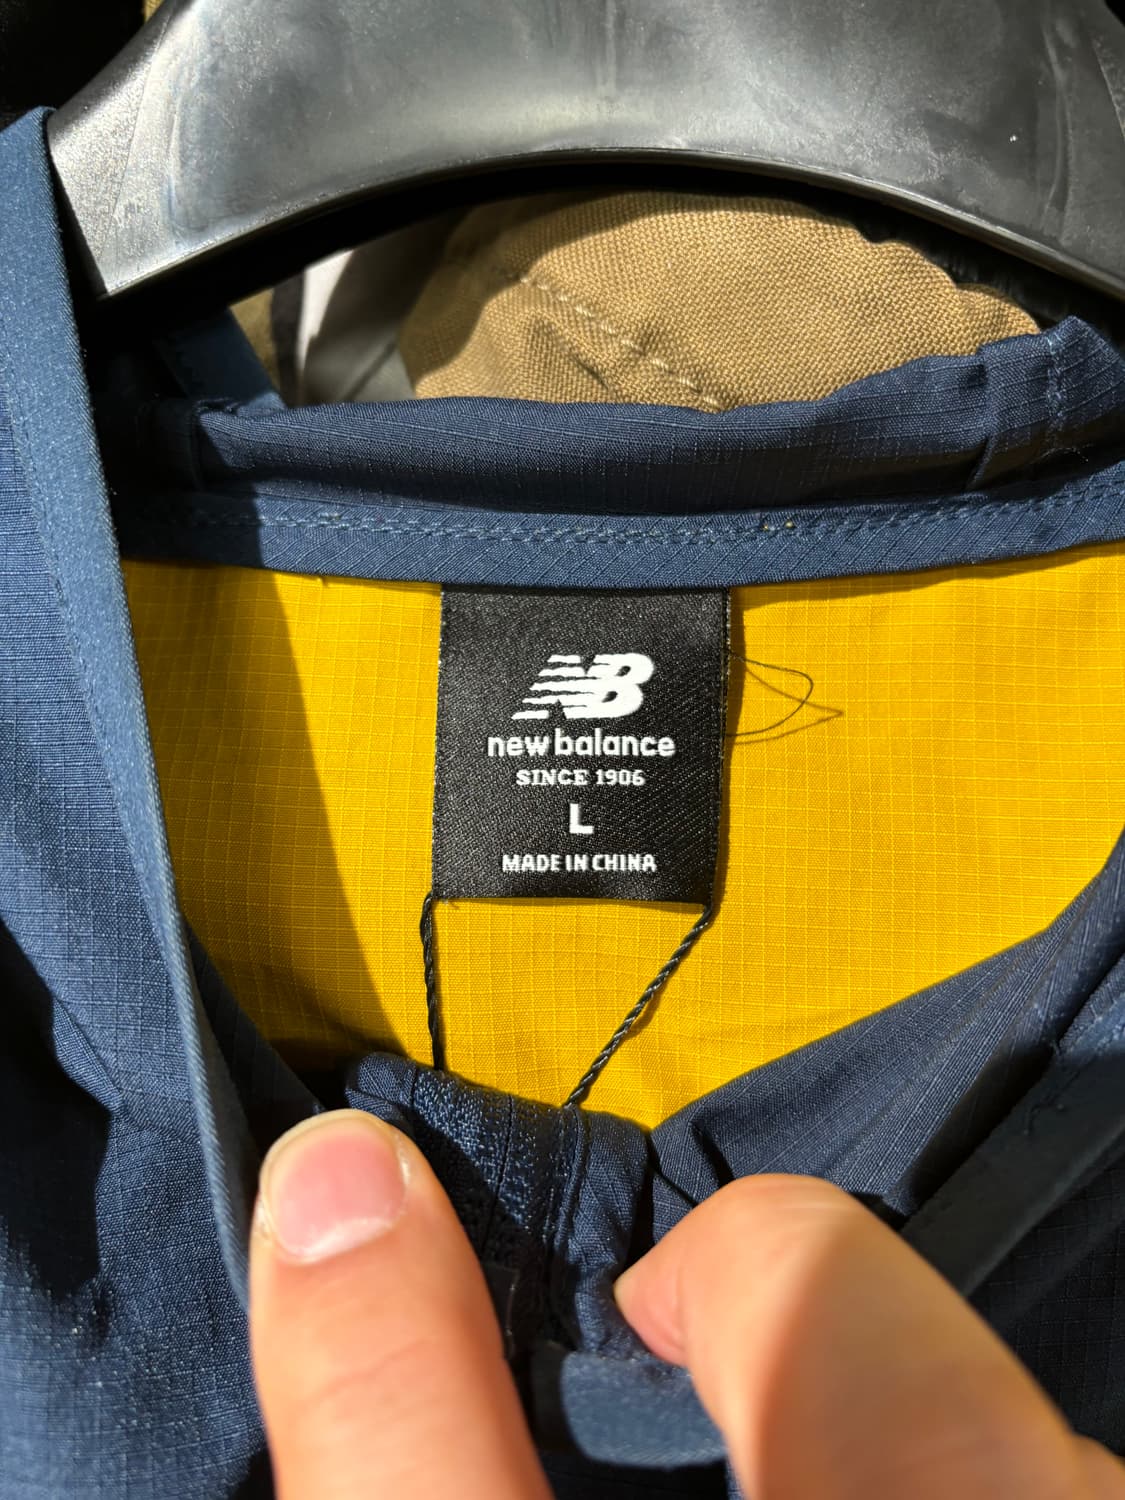 NB
new balance
SINCE 1906
L
MADE IN CHINA